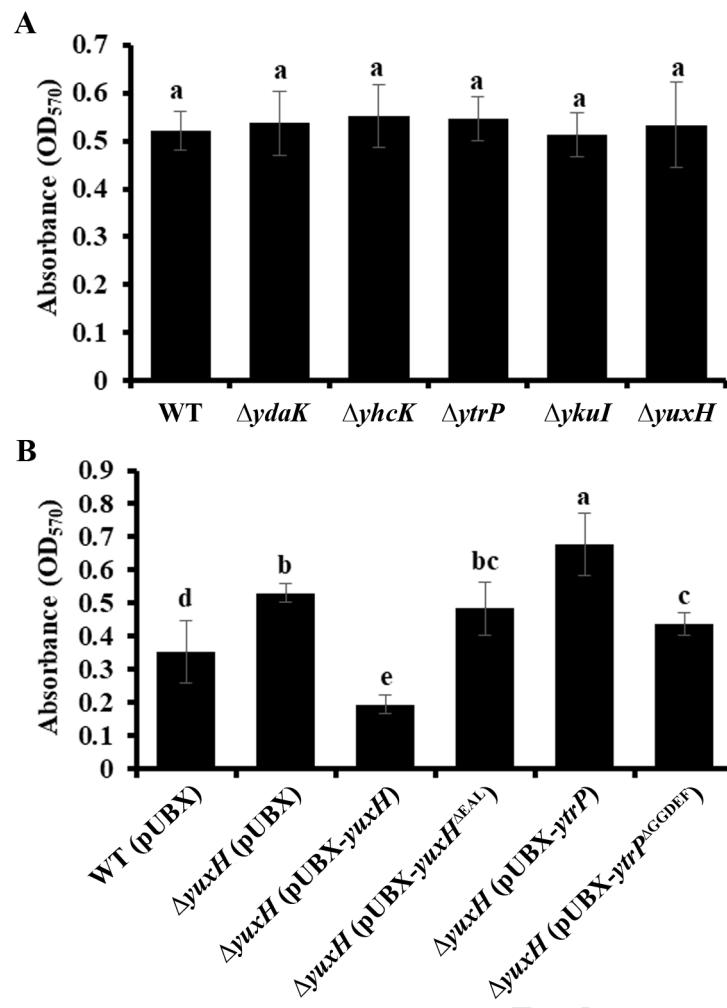 A
Absorbance (OD570)
0.7
0.6
0.5
0.4
0.3
0.2
0.1
0
a
a
a
a
a
a
WT
ΔydaK
ΔyhcK
ΔytrP
ΔykuI
ΔyuxH
B
Absorbance (OD570)
0.9
0.8
0.7
0.6
0.5
0.4
0.3
0.2
0.1
0
d
b
e
bc
a
c
WT (pUBX)
ΔyuxH (pUBX)
ΔyuxH (pUBX-yuxH)
ΔyuxH (pUBX-yuxHΔEAL)
ΔyuxH (pUBX-ytrP)
ΔyuxH (pUBX-ytrPΔGGDEF)